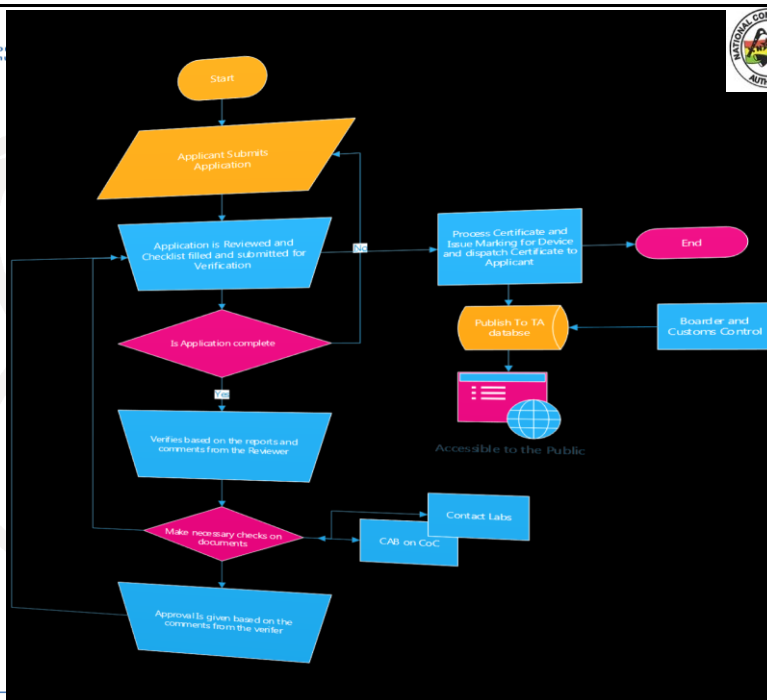 Start
Applicant Submits
Application
Application is Reviewed and
Checklist filled and submitted for
Verification
No
Process Certificate and
Issue Marking for Device
and dispatch Certificate to
Applicant
End
Is Application complete
Publish To TA
databse
Boarder and
Customs Control
Yes
Verifies based on the reports and
comments from the Reviewer
Accessible to the Public
Make necessary checks on
documents
Contact Labs
CAB on CoC
Approval Is given based on the
comments from the verifer
NATIONAL